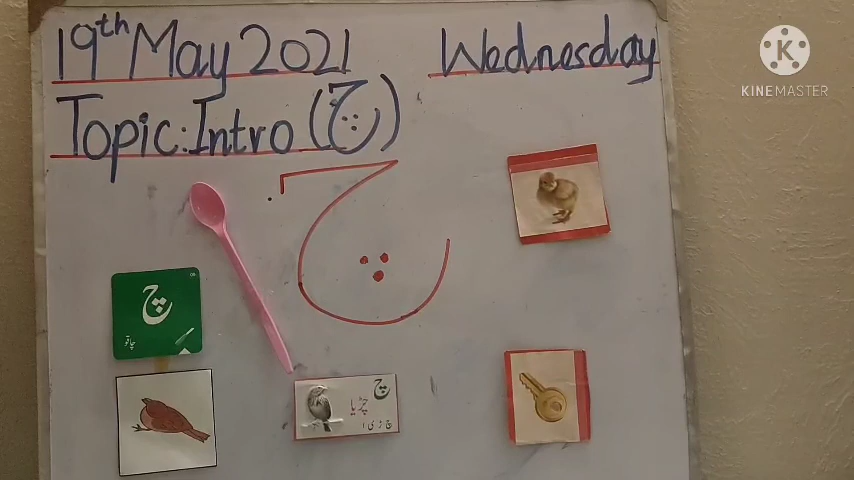 19th May 2021 Wednesday
Topic: Intro (چ)
چ
چ
چاقو
چ
چڑیا
چ ڑ ی ا
K
KINEMASTER